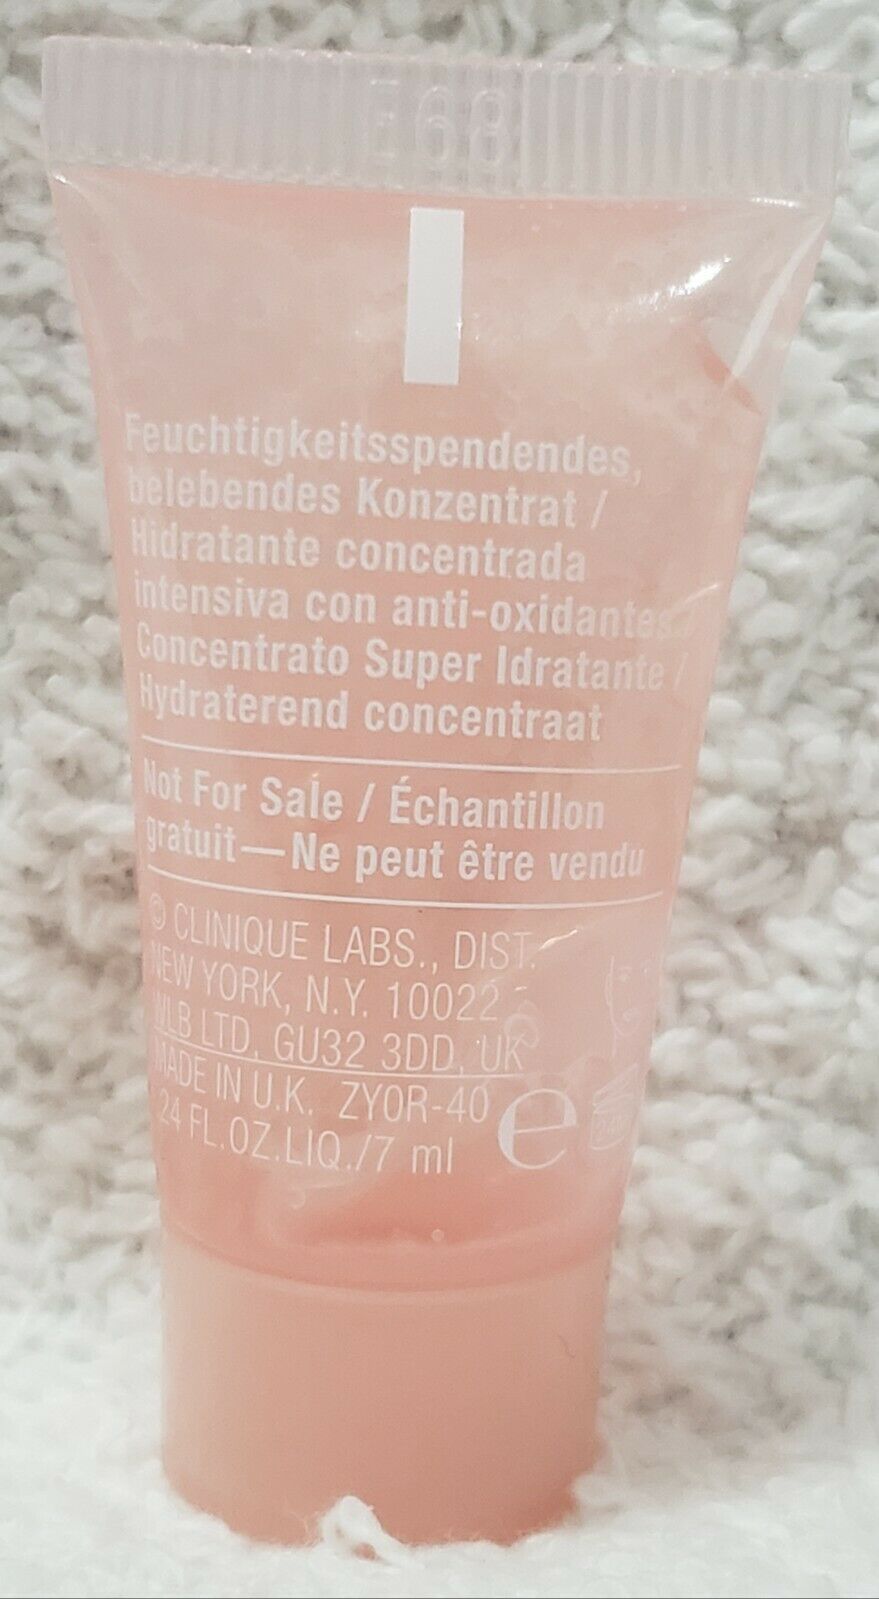 E68
Feuchtigkeitsspendendes,
belebendes Konzentrat /
Hidratante concentrada
intensiva con anti-oxidantes /
Concentrato Super Idratante /
Hydraterend concentraat
Not For Sale / Échantillon
gratuit—Ne peut être vendu
© CLINIQUE LABS., DIST.
NEW YORK, N.Y. 10022
WLB LTD, GU32 3DD, UK
MADE IN U.K. ZYOR-40
.24 FL.OZ.LIQ./7 ml e